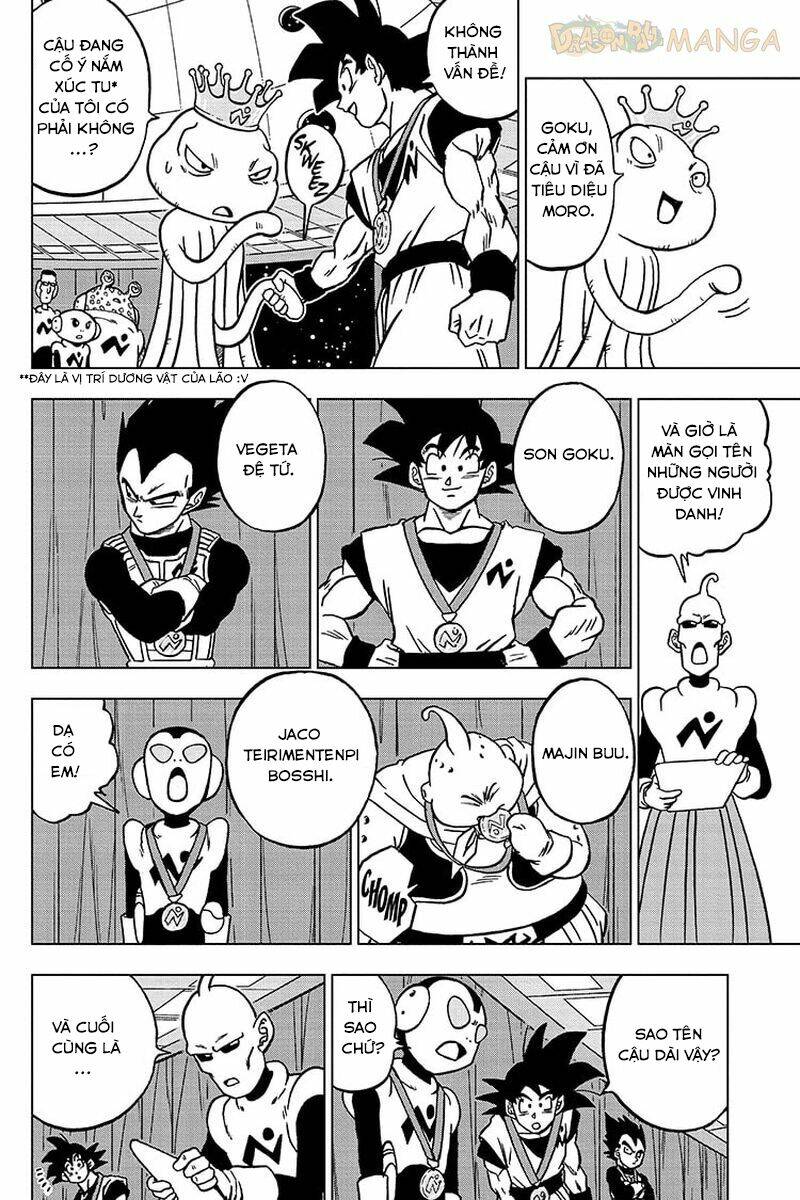 DRAGON BALL MANGA
GOKU,
CẢM ƠN
CẬU VÌ ĐÃ
TIÊU DIỆU
MORO.
KHÔNG
THÀNH
VẤN ĐỀ!
CẬU ĐANG
CỐ Ý NẮM
XÚC TU*
CỦA TÔI CÓ
PHẢI KHÔNG
...?
**ĐÂY LÀ VỊ TRÍ DƯƠNG VẬT CỦA LÃO :V
VÀ GIỜ LÀ
MÀN GỌI TÊN
NHỮNG NGƯỜI
ĐƯỢC VINH
DANH!
SON GOKU.
VEGETA
ĐỆ TỨ.
MAJIN BUU.
CHOMP
JACO
TEIRIMENTENPI
BOSSHI.
DẠ
CÓ
EM!
SAO TÊN
CẬU DÀI VẬY?
THÌ
SAO
CHỨ?
VÀ CUỐI
CÙNG LÀ
...